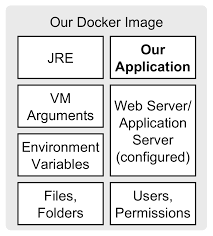 Our Docker Image
JRE
Our
Application
VM
Arguments
Web Server/
Application
Server
(configured)
Environment
Variables
Files,
Folders
Users,
Permissions